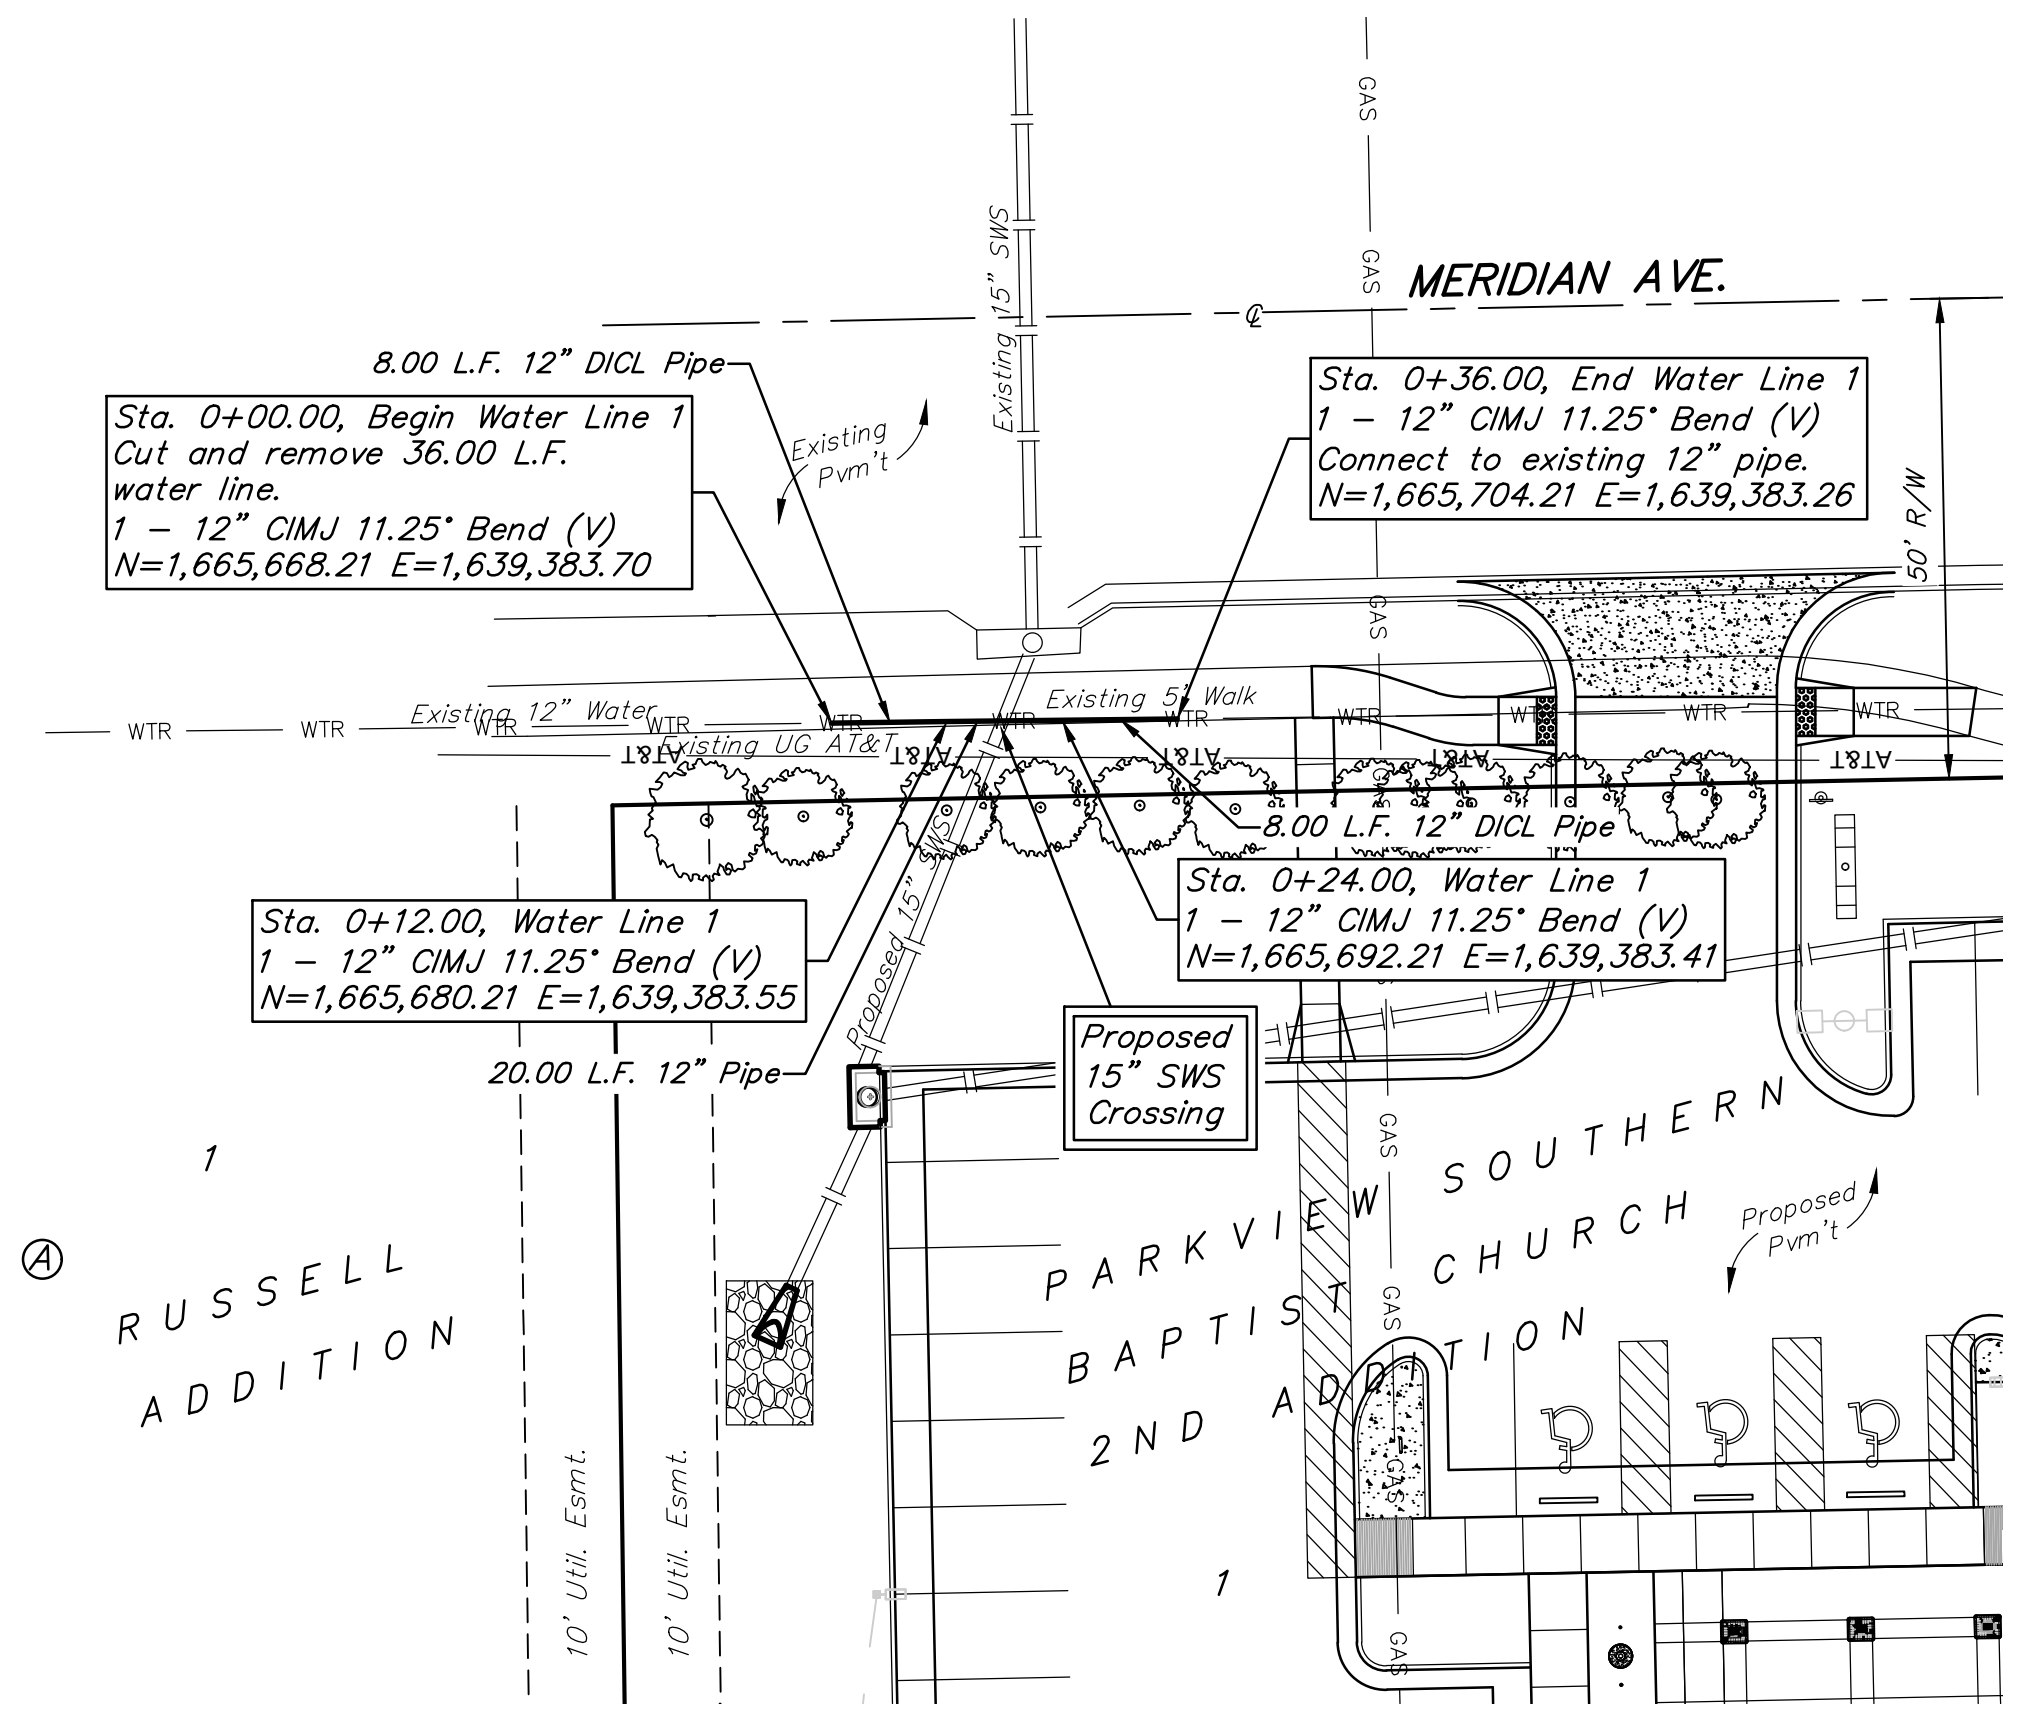 GAS
GAS
GAS
GAS
GAS
GAS
GAS
GAS
Existing 15" SWS
Existing 15" SWS
MERIDIAN AVE.
℄
8.00 L.F. 12" DICL Pipe
Sta. 0+00.00, Begin Water Line 1
Cut and remove 36.00 L.F.
water line.
1 - 12" CIMJ 11.25° Bend (V)
N=1,665,668.21 E=1,639,383.70
Existing
Pvm't
Sta. 0+36.00, End Water Line 1
1 - 12" CIMJ 11.25° Bend (V)
Connect to existing 12" pipe.
N=1,665,704.21 E=1,639,383.26
50' R/W
Existing 12" Water
Existing 5' Walk
WTR WTR WTR WTR WTR WTR WTR WTR WTR WTR WTR
Existing UG AT&T
AT&T AT&T AT&T AT&T AT&T
8.00 L.F. 12" DICL Pipe
Sta. 0+24.00, Water Line 1
1 - 12" CIMJ 11.25° Bend (V)
N=1,665,692.21 E=1,639,383.41
Sta. 0+12.00, Water Line 1
1 - 12" CIMJ 11.25° Bend (V)
N=1,665,680.21 E=1,639,383.55
Proposed 15" SWS
20.00 L.F. 12" Pipe
Proposed
15" SWS
Crossing
1
A
RUSSELL
ADDITION
PARKVIEW SOUTHERN
BAPTIST CHURCH
2ND ADDITION
Proposed
Pvm't
10' Util. Esmt.
10' Util. Esmt.
1